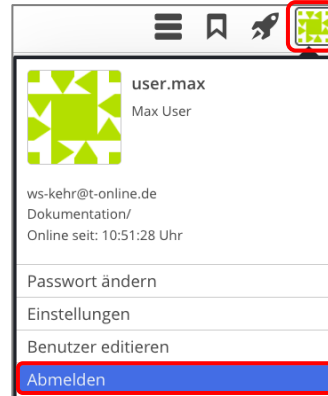 user.max
Max User
ws-kehr@t-online.de
Dokumentation/
Online seit: 10:51:28 Uhr
Passwort ändern
Einstellungen
Benutzer editieren
Abmelden